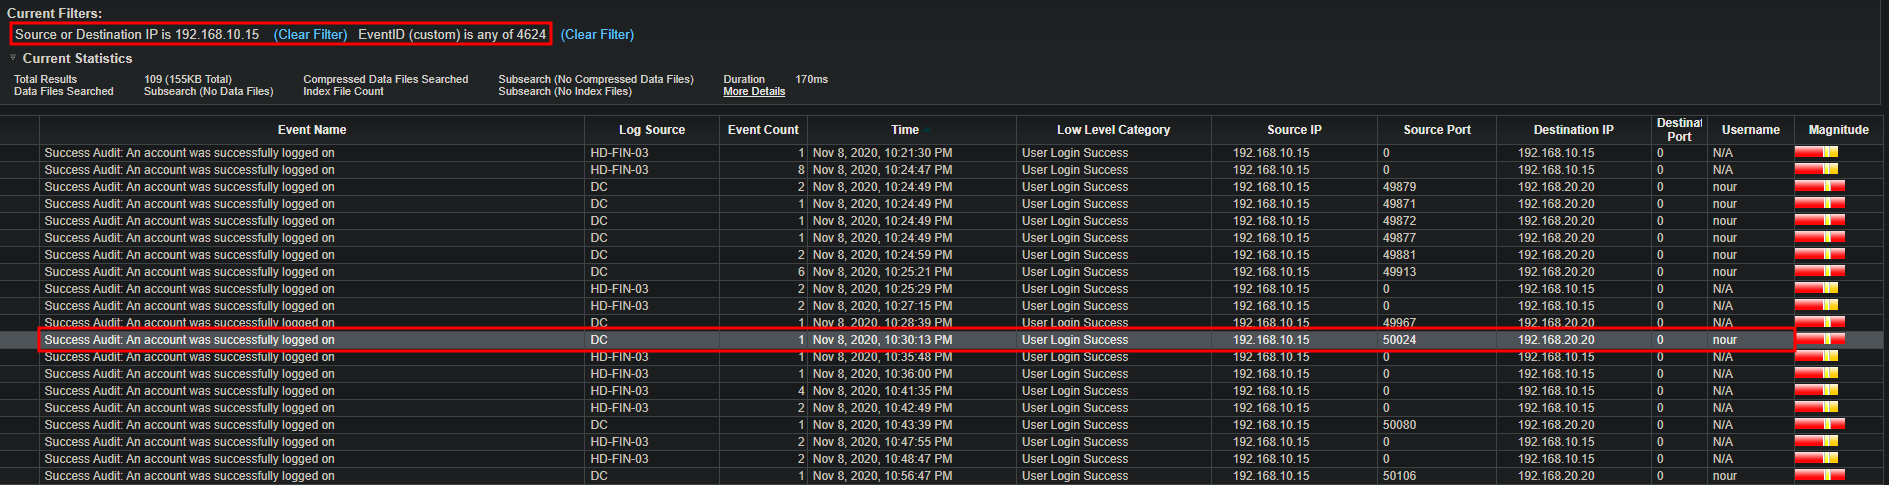 Current Filters:
Source or Destination IP is 192.168.10.15 (Clear Filter) EventID (custom) is any of 4624 (Clear Filter)
Current Statistics
Total Results 109 (155KB Total) Compressed Data Files Searched Subsearch (No Compressed Data Files) Duration 170ms
Data Files Searched Subsearch (No Data Files) Index File Count Subsearch (No Index Files) More Details
Event Name Log Source Event Count Time Low Level Category Source IP Source Port Destination IP Destinat Port Username Magnitude
Success Audit: An account was successfully logged on HD-FIN-03 1 Nov 8, 2020, 10:21:30 PM User Login Success 192.168.10.15 0 192.168.10.15 0 N/A
Success Audit: An account was successfully logged on HD-FIN-03 8 Nov 8, 2020, 10:24:47 PM User Login Success 192.168.10.15 0 192.168.10.15 0 N/A
Success Audit: An account was successfully logged on DC 2 Nov 8, 2020, 10:24:49 PM User Login Success 192.168.10.15 49879 192.168.20.20 0 nour
Success Audit: An account was successfully logged on DC 1 Nov 8, 2020, 10:24:49 PM User Login Success 192.168.10.15 49871 192.168.20.20 0 nour
Success Audit: An account was successfully logged on DC 1 Nov 8, 2020, 10:24:49 PM User Login Success 192.168.10.15 49872 192.168.20.20 0 nour
Success Audit: An account was successfully logged on DC 1 Nov 8, 2020, 10:24:49 PM User Login Success 192.168.10.15 49877 192.168.20.20 0 nour
Success Audit: An account was successfully logged on DC 2 Nov 8, 2020, 10:24:59 PM User Login Success 192.168.10.15 49881 192.168.20.20 0 nour
Success Audit: An account was successfully logged on DC 6 Nov 8, 2020, 10:25:21 PM User Login Success 192.168.10.15 49913 192.168.20.20 0 nour
Success Audit: An account was successfully logged on HD-FIN-03 2 Nov 8, 2020, 10:25:29 PM User Login Success 192.168.10.15 0 192.168.10.15 0 N/A
Success Audit: An account was successfully logged on HD-FIN-03 2 Nov 8, 2020, 10:27:15 PM User Login Success 192.168.10.15 0 192.168.10.15 0 N/A
Success Audit: An account was successfully logged on DC 1 Nov 8, 2020, 10:28:39 PM User Login Success 192.168.10.15 49967 192.168.20.20 0 N/A
Success Audit: An account was successfully logged on DC 1 Nov 8, 2020, 10:30:13 PM User Login Success 192.168.10.15 50024 192.168.20.20 0 nour
Success Audit: An account was successfully logged on HD-FIN-03 1 Nov 8, 2020, 10:35:48 PM User Login Success 192.168.10.15 0 192.168.10.15 0 N/A
Success Audit: An account was successfully logged on HD-FIN-03 1 Nov 8, 2020, 10:36:00 PM User Login Success 192.168.10.15 0 192.168.10.15 0 N/A
Success Audit: An account was successfully logged on HD-FIN-03 4 Nov 8, 2020, 10:41:35 PM User Login Success 192.168.10.15 0 192.168.10.15 0 N/A
Success Audit: An account was successfully logged on HD-FIN-03 2 Nov 8, 2020, 10:42:49 PM User Login Success 192.168.10.15 0 192.168.10.15 0 N/A
Success Audit: An account was successfully logged on DC 1 Nov 8, 2020, 10:43:39 PM User Login Success 192.168.10.15 50080 192.168.20.20 0 N/A
Success Audit: An account was successfully logged on HD-FIN-03 2 Nov 8, 2020, 10:47:55 PM User Login Success 192.168.10.15 0 192.168.10.15 0 N/A
Success Audit: An account was successfully logged on HD-FIN-03 2 Nov 8, 2020, 10:48:47 PM User Login Success 192.168.10.15 0 192.168.10.15 0 N/A
Success Audit: An account was successfully logged on DC 1 Nov 8, 2020, 10:56:47 PM User Login Success 192.168.10.15 50106 192.168.20.20 0 nour